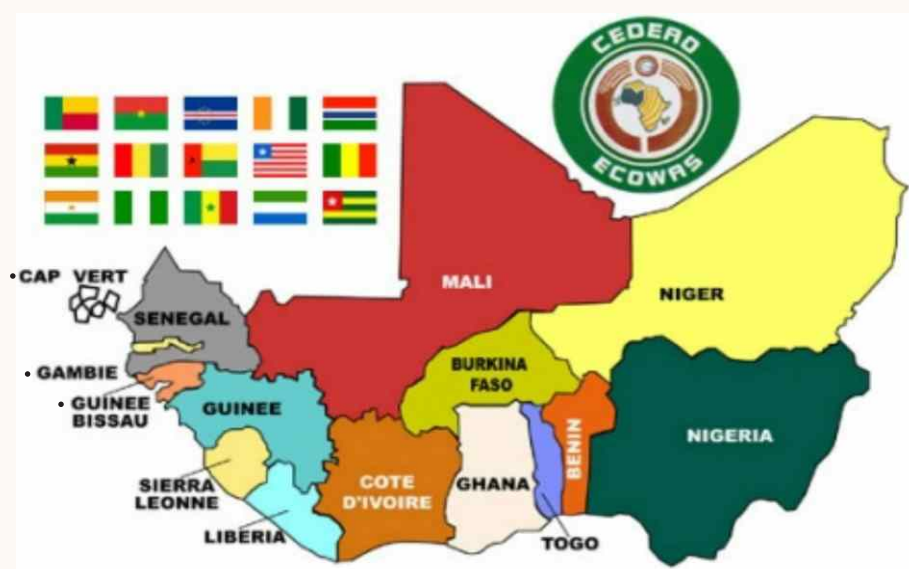 CEDEAO
ECOWAS
MALI
NIGER
• CAP VERT
SENEGAL
BURKINA
FASO
• GAMBIE
• GUINEE
BISSAU
GUINEE
NIGERIA
BENIN
COTE
D'IVOIRE
GHANA
SIERRA
LEONNE
LIBERIA
TOGO